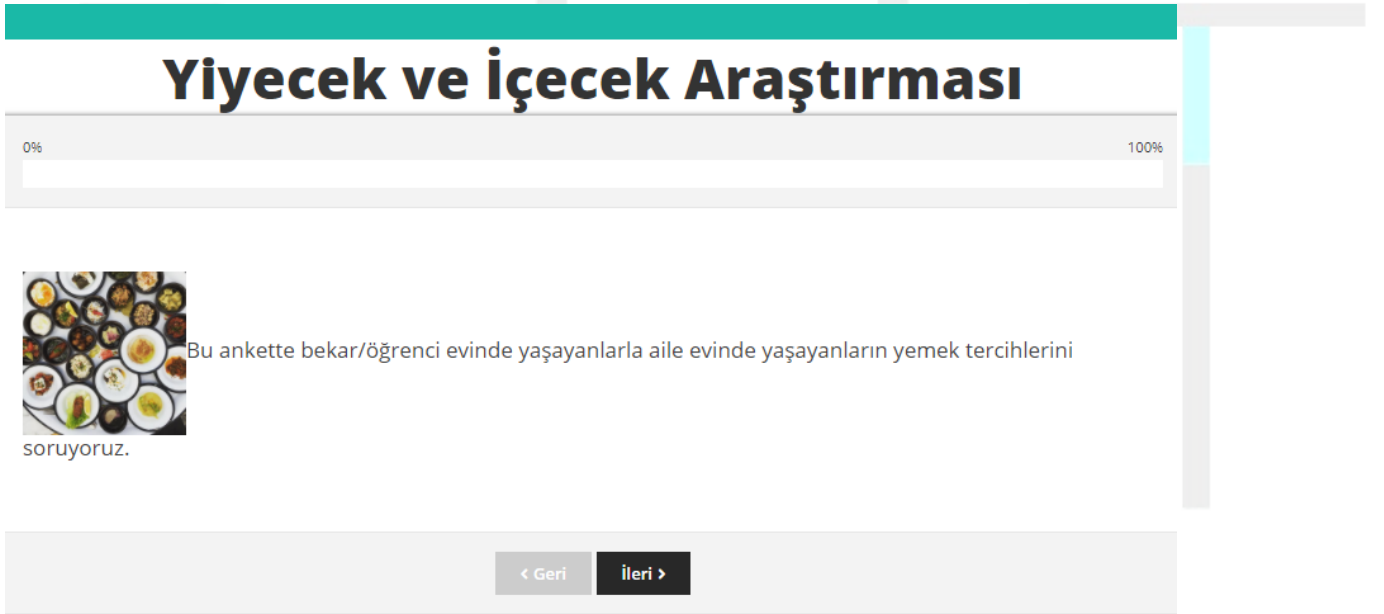 Yiyecek ve İçecek Araştırması
0% 100%
Bu ankette bekar/öğrenci evinde yaşayanlarla aile evinde yaşayanların yemek tercihlerini
soruyoruz.
< Geri İleri >